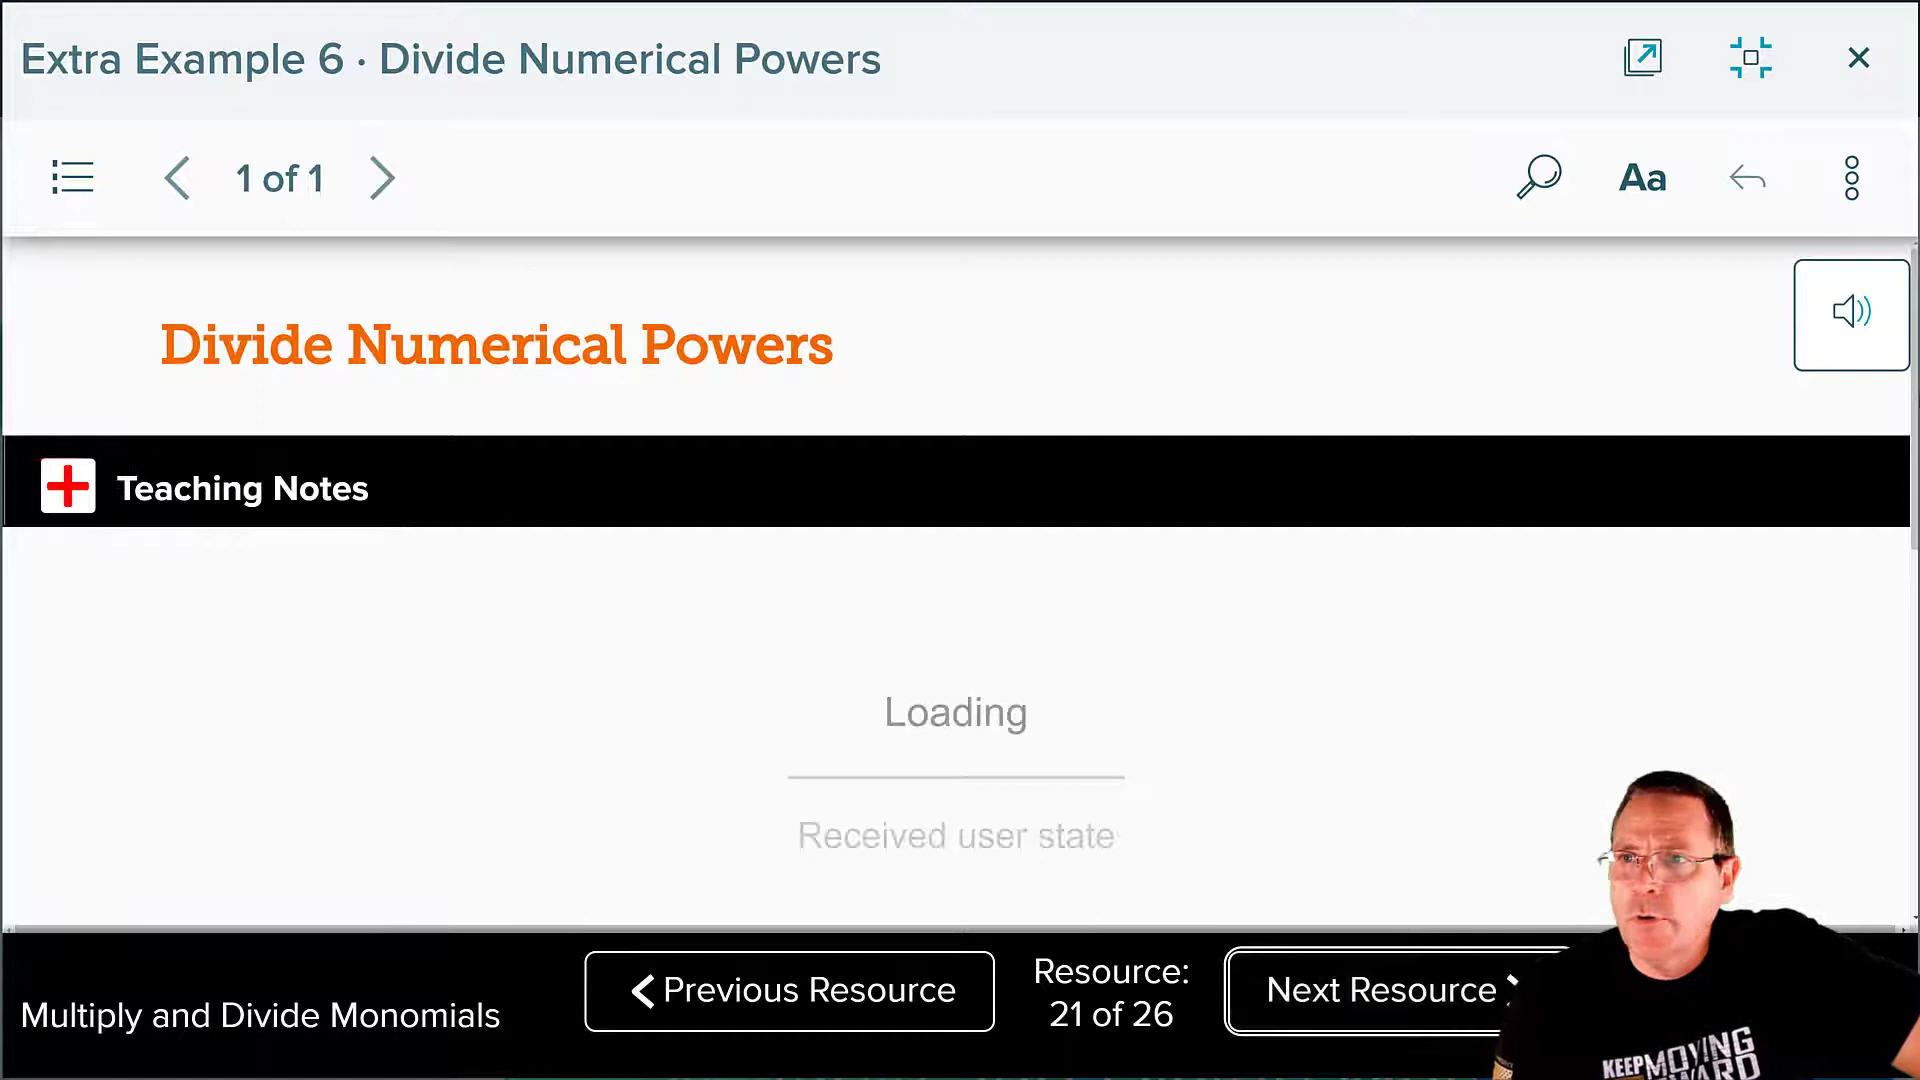 Extra Example 6 · Divide Numerical Powers
1 of 1
Aa
Divide Numerical Powers
Teaching Notes
Loading
Received user state
Multiply and Divide Monomials
Previous Resource
Resource:
21 of 26
Next Resource
KEEP MOVING